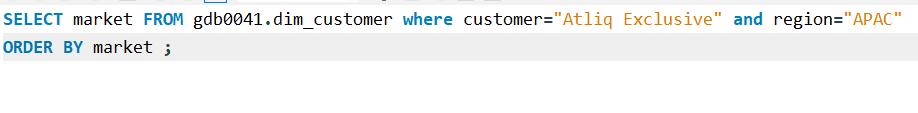 SELECT market FROM gdb0041.dim_customer where customer="Atliq Exclusive" and region="APAC"
ORDER BY market ;